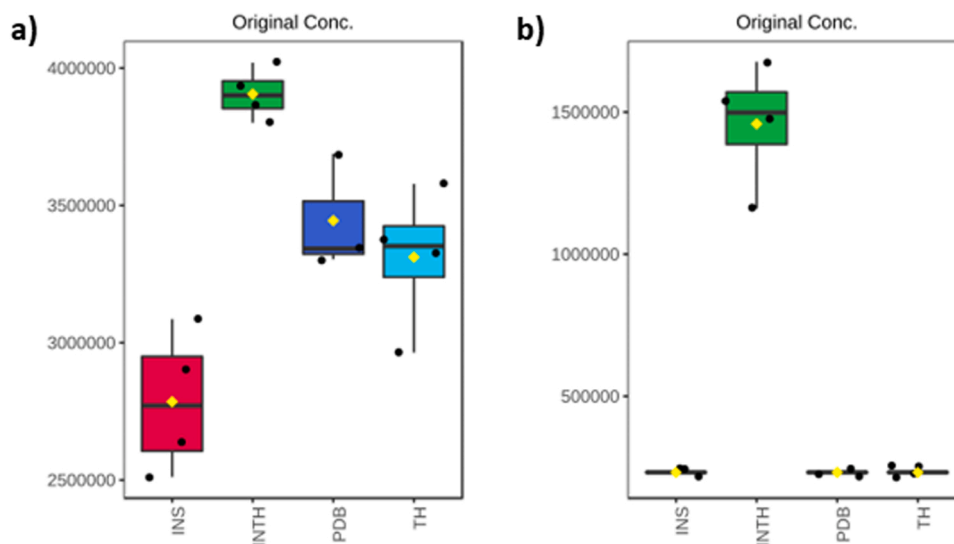 a)
Original Conc.
4000000
3500000
3000000
2500000
INS
INTH
PDB
TH
b)
Original Conc.
1500000
1000000
500000
INS
INTH
PDB
TH